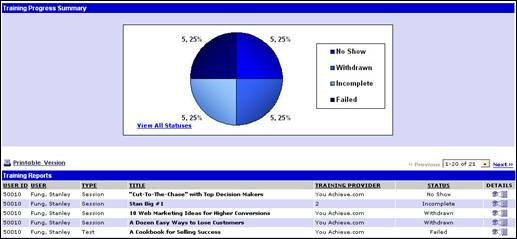 Training Progress Summary
5, 25% 5, 25%
No Show
Withdrawn
Incomplete
Failed
5, 25% 5, 25%
View All Statuses
Printable Version
<< Previous 1-20 of 21 Next >>
Training Reports
USER ID USER TYPE TITLE TRAINING PROVIDER STATUS DETAILS
50010 Fung, Stanley Session "Cut-To-The-Chase" with Top Decision Makers You Achieve.com No Show
50010 Fung, Stanley Session Stan Big #1 2 Incomplete
50010 Fung, Stanley Session 10 Web Marketing Ideas for Higher Conversions You Achieve.com Withdrawn
50010 Fung, Stanley Session A Dozen Easy Ways to Lose Customers You Achieve.com Withdrawn
50010 Fung, Stanley Test A Cookbook for Selling Success You Achieve.com Failed